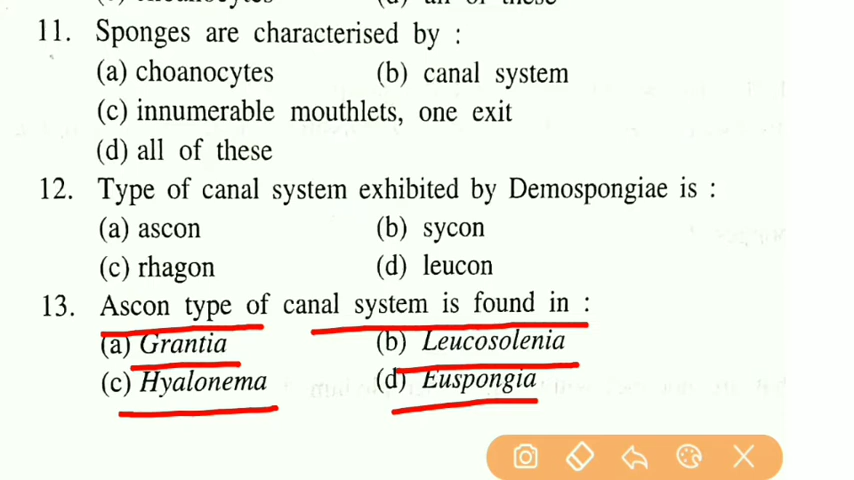 11. Sponges are characterised by :
(a) choanocytes (b) canal system
(c) innumerable mouthlets, one exit
(d) all of these
12. Type of canal system exhibited by Demospongiae is :
(a) ascon (b) sycon
(c) rhagon (d) leucon
13. Ascon type of canal system is found in :
(a) Grantia (b) Leucosolenia
(c) Hyalonema (d) Euspongia